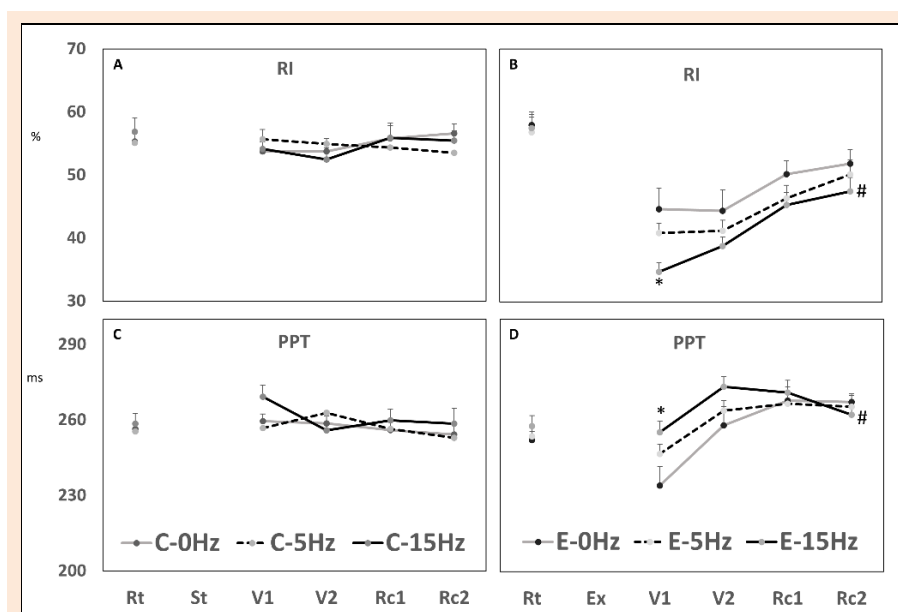 70
60
%
50
40
30
A
RI
B
RI
#
*
290
ms
260
230
200
C
PPT
C-0Hz C-5Hz C-15Hz
D
PPT
*
#
E-0Hz E-5Hz E-15Hz
Rt St V1 V2 Rc1 Rc2
Rt Ex V1 V2 Rc1 Rc2